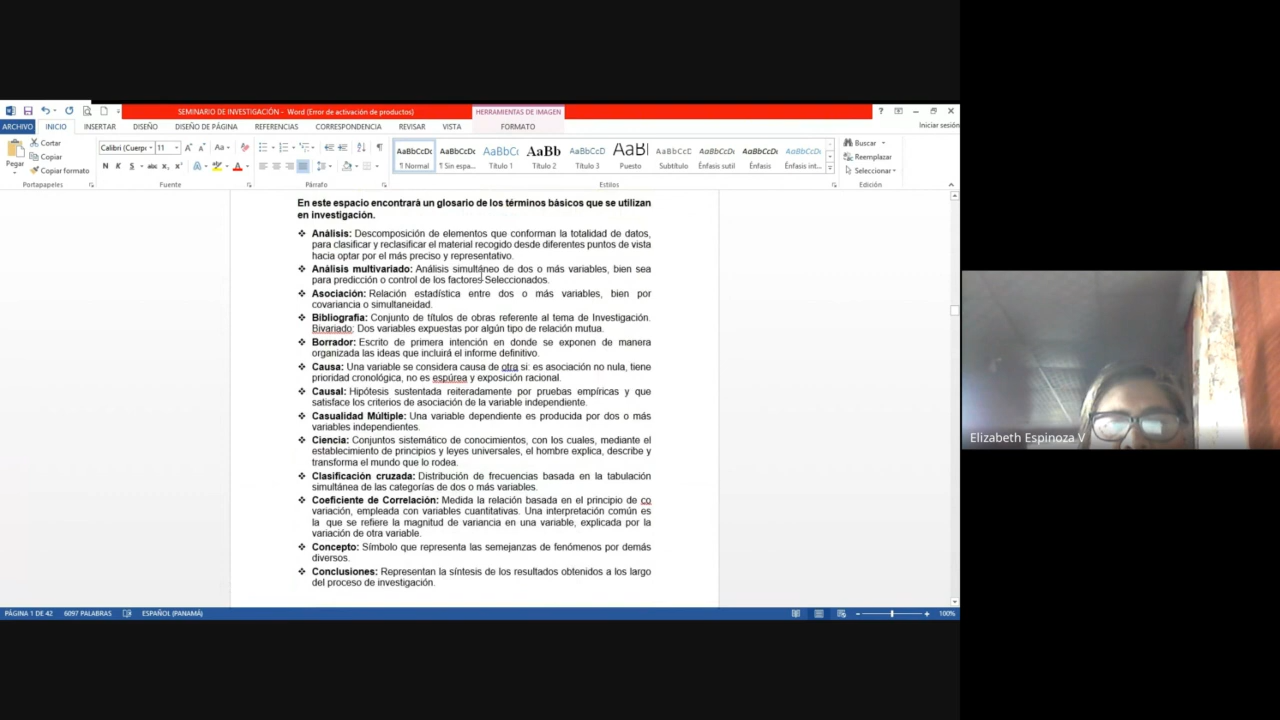 SEMINARIO DE INVESTIGACIÓN - Word (Error de activación de productos)
HERRAMIENTAS DE IMAGEN
ARCHIVO INICIO INSERTAR DISEÑO DISEÑO DE PÁGINA REFERENCIAS CORRESPONDENCIA REVISAR VISTA FORMATO
Iniciar sesión
Pegar
Cortar
Copiar
Copiar formato
Calibri (Cuerp 11
AaBbCcDc AaBbCcDc AaBbCc AaBb AaBbCcD AaB AaBbCcC AaBbCcDc AaBbCcDc AaBbCcDc
¶ Normal ¶ Sin espa... Título 1 Título 2 Título 3 Puesto Subtítulo Énfasis sutil Énfasis Énfasis int...
Buscar
Reemplazar
Seleccionar
Portapapeles Fuente Párrafo Estilos Edición
En este espacio encontrará un glosario de los términos básicos que se utilizan
en investigación.
❖ Análisis: Descomposición de elementos que conforman la totalidad de datos,
para clasificar y reclasificar el material recogido desde diferentes puntos de vista
hacia optar por el más preciso y representativo.
❖ Análisis multivariado: Análisis simultáneo de dos o más variables, bien sea
para predicción o control de los factores Seleccionados.
❖ Asociación: Relación estadística entre dos o más variables, bien por
covariancia o simultaneidad.
❖ Bibliografía: Conjunto de títulos de obras referente al tema de Investigación.
Bivariado: Dos variables expuestas por algún tipo de relación mutua.
❖ Borrador: Escrito de primera intención en donde se exponen de manera
organizada las ideas que incluirá el informe definitivo.
❖ Causa: Una variable se considera causa de otra si: es asociación no nula, tiene
prioridad cronológica, no es espúrea y exposición racional.
❖ Causal: Hipótesis sustentada reiteradamente por pruebas empíricas y que
satisface los criterios de asociación de la variable independiente.
❖ Casualidad Múltiple: Una variable dependiente es producida por dos o más
variables independientes.
❖ Ciencia: Conjuntos sistemático de conocimientos, con los cuales, mediante el
establecimiento de principios y leyes universales, el hombre explica, describe y
transforma el mundo que lo rodea.
❖ Clasificación cruzada: Distribución de frecuencias basada en la tabulación
simultánea de las categorías de dos o más variables.
❖ Coeficiente de Correlación: Medida la relación basada en el principio de co
variación, empleada con variables cuantitativas. Una interpretación común es
la que se refiere la magnitud de variancia en una variable, explicada por la
variación de otra variable.
❖ Concepto: Símbolo que representa las semejanzas de fenómenos por demás
diversos.
❖ Conclusiones: Representan la síntesis de los resultados obtenidos a los largo
del proceso de investigación.
PÁGINA 1 DE 42 6097 PALABRAS ESPAÑOL (PANAMÁ) 100%
Elizabeth Espinoza V